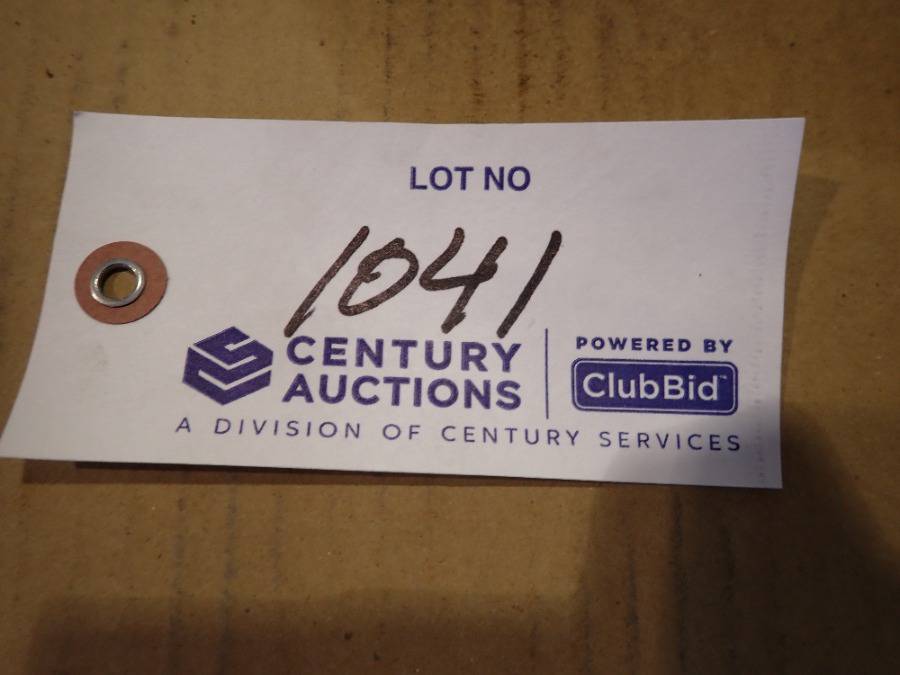 LOT NO
1041
CENTURY
AUCTIONS
POWERED BY
ClubBid™
A DIVISION OF CENTURY SERVICES